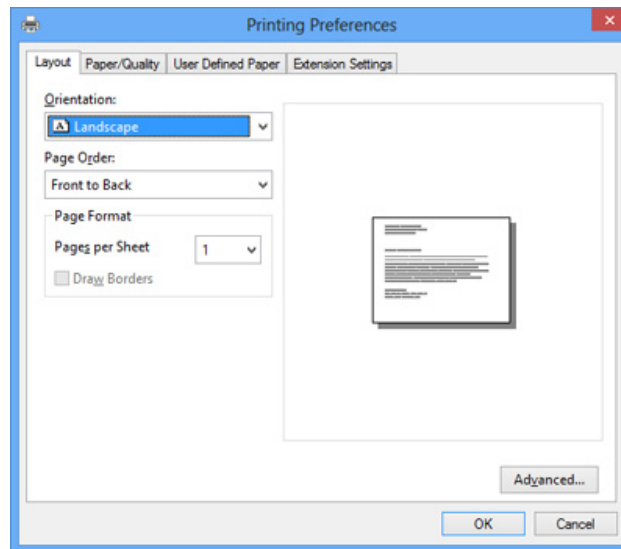 Printing Preferences
Layout Paper/Quality User Defined Paper Extension Settings
Orientation:
A Landscape
Page Order:
Front to Back
Page Format
Pages per Sheet 1
Draw Borders
Advanced...
OK Cancel